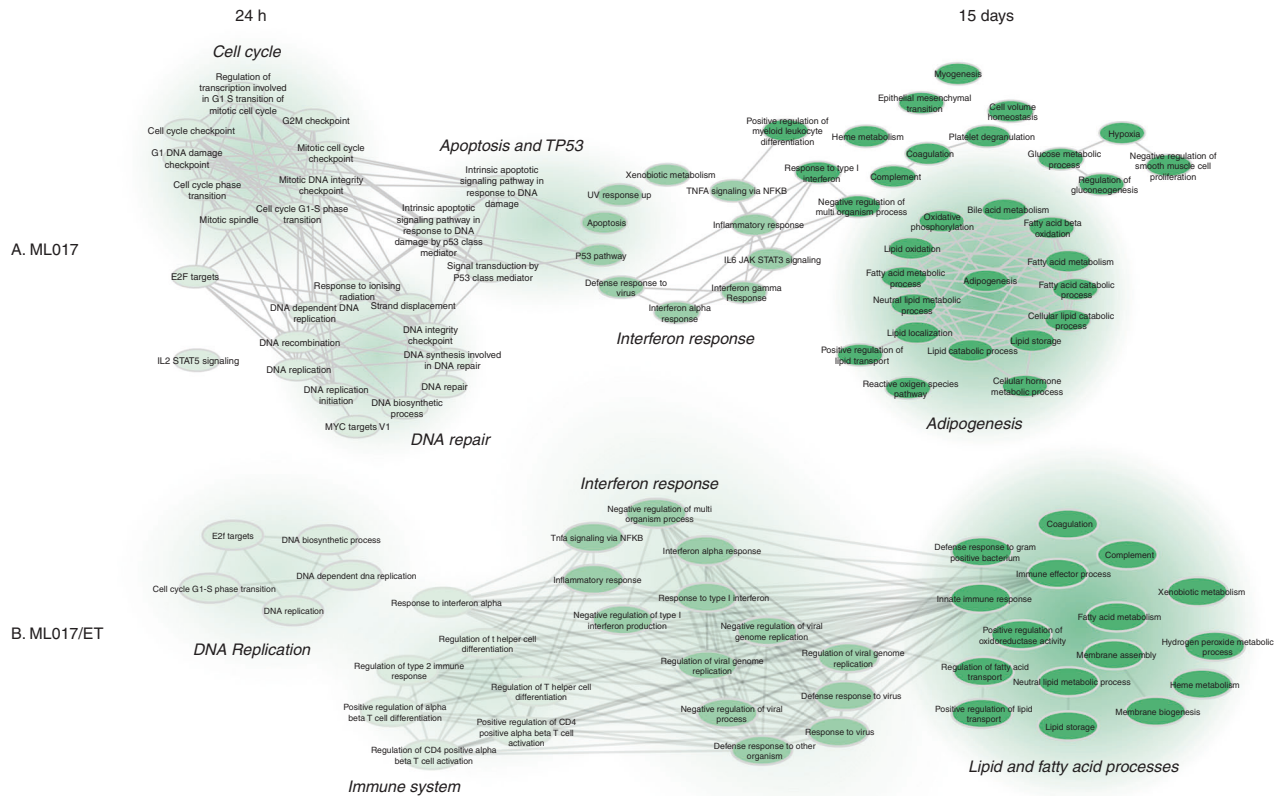 24 h
15 days
A. ML017
Cell cycle
Regulation of
transcription involved
in G1 S transition of
mitotic cell cycle
G2M checkpoint
Cell cycle checkpoint
Mitotic cell cycle
checkpoint
G1 DNA damage
checkpoint
Mitotic DNA integrity
checkpoint
Cell cycle phase
transition
Cell cycle G1-S phase
transition
Mitotic spindle
E2F targets
Apoptosis and TP53
Intrinsic apoptotic
signaling pathway in
response to DNA
damage
Intrinsic apoptotic
signaling pathway in
response to DNA
damage by p53 class
mediator
Signal transduction by
P53 class mediator
Xenobiotic metabolism
UV response up
Apoptosis
P53 pathway
Response to ionising
radiation
Strand displacement
DNA dependent DNA
replication
DNA recombination
DNA integrity
checkpoint
DNA synthesis involved
in DNA repair
IL2 STAT5 signaling
DNA replication
DNA repair
DNA replication
initiation
DNA biosynthetic
process
MYC targets V1
DNA repair
Positive regulation of
myeloid leukocyte
differentiation
Response to type I
interferon
TNFA signaling via NFKB
Negative regulation of
multi organism process
Inflammatory response
IL6 JAK STAT3 signaling
Defense response to
virus
Interferon gamma
Response
Interferon alpha
response
Interferon response
Myogenesis
Epithelial mesenchymal
transition
Cell volume
homeostasis
Heme metabolism
Platelet degranulation
Coagulation
Complement
Hypoxia
Glucose metabolic
process
Negative regulation of
smooth muscle cell
proliferation
Regulation of
gluconeogenesis
Bile acid metabolism
Oxidative
phosphorylation
Fatty acid beta
oxidation
Lipid oxidation
Fatty acid metabolism
Fatty acid metabolic
process
Adipogenesis
Fatty acid catabolic
process
Neutral lipid metabolic
process
Cellular lipid catabolic
process
Lipid localization
Lipid storage
Lipid catabolic process
Positive regulation of
lipid transport
Reactive oxigen species
pathway
Cellular hormone
metabolic process
Adipogenesis
B. ML017/ET
E2f targets
DNA biosynthetic process
DNA dependent dna replication
Cell cycle G1-S phase transition
DNA replication
DNA Replication
Interferon response
Negative regulation of multi
organism process
Tnfa signaling via NFKB
Interferon alpha response
Inflammatory response
Response to interferon alpha
Response to type I interferon
Negative regulation of type I
interferon production
Negative regulation of viral
genome replication
Regulation of t helper cell
differentiation
Regulation of type 2 immune
response
Regulation of viral genome
replication
Regulation of viral genome
replication
Regulation of T helper cell
differentiation
Positive regulation of alpha
beta T cell differentiation
Defense response to virus
Negative regulation of viral
process
Positive regulation of CD4
positive alpha beta T cell
activation
Response to virus
Regulation of CD4 positive alpha
beta T cell activation
Defense response to other
organism
Immune system
Coagulation
Defense response to gram
positive bacterium
Complement
Immune effector process
Innate immune response
Xenobiotic metabolism
Fatty acid metabolism
Positive regulation of
oxidoreductase activity
Hydrogen peroxide metabolic
process
Membrane assembly
Regulation of fatty acid
transport
Neutral lipid metabolic process
Heme metabolism
Positive regulation of lipid
transport
Membrane biogenesis
Lipid storage
Lipid and fatty acid processes